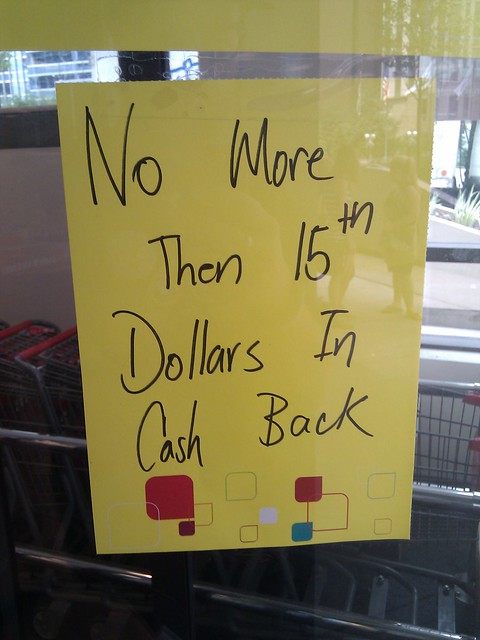 No More
Then 15th
Dollars In
Cash Back